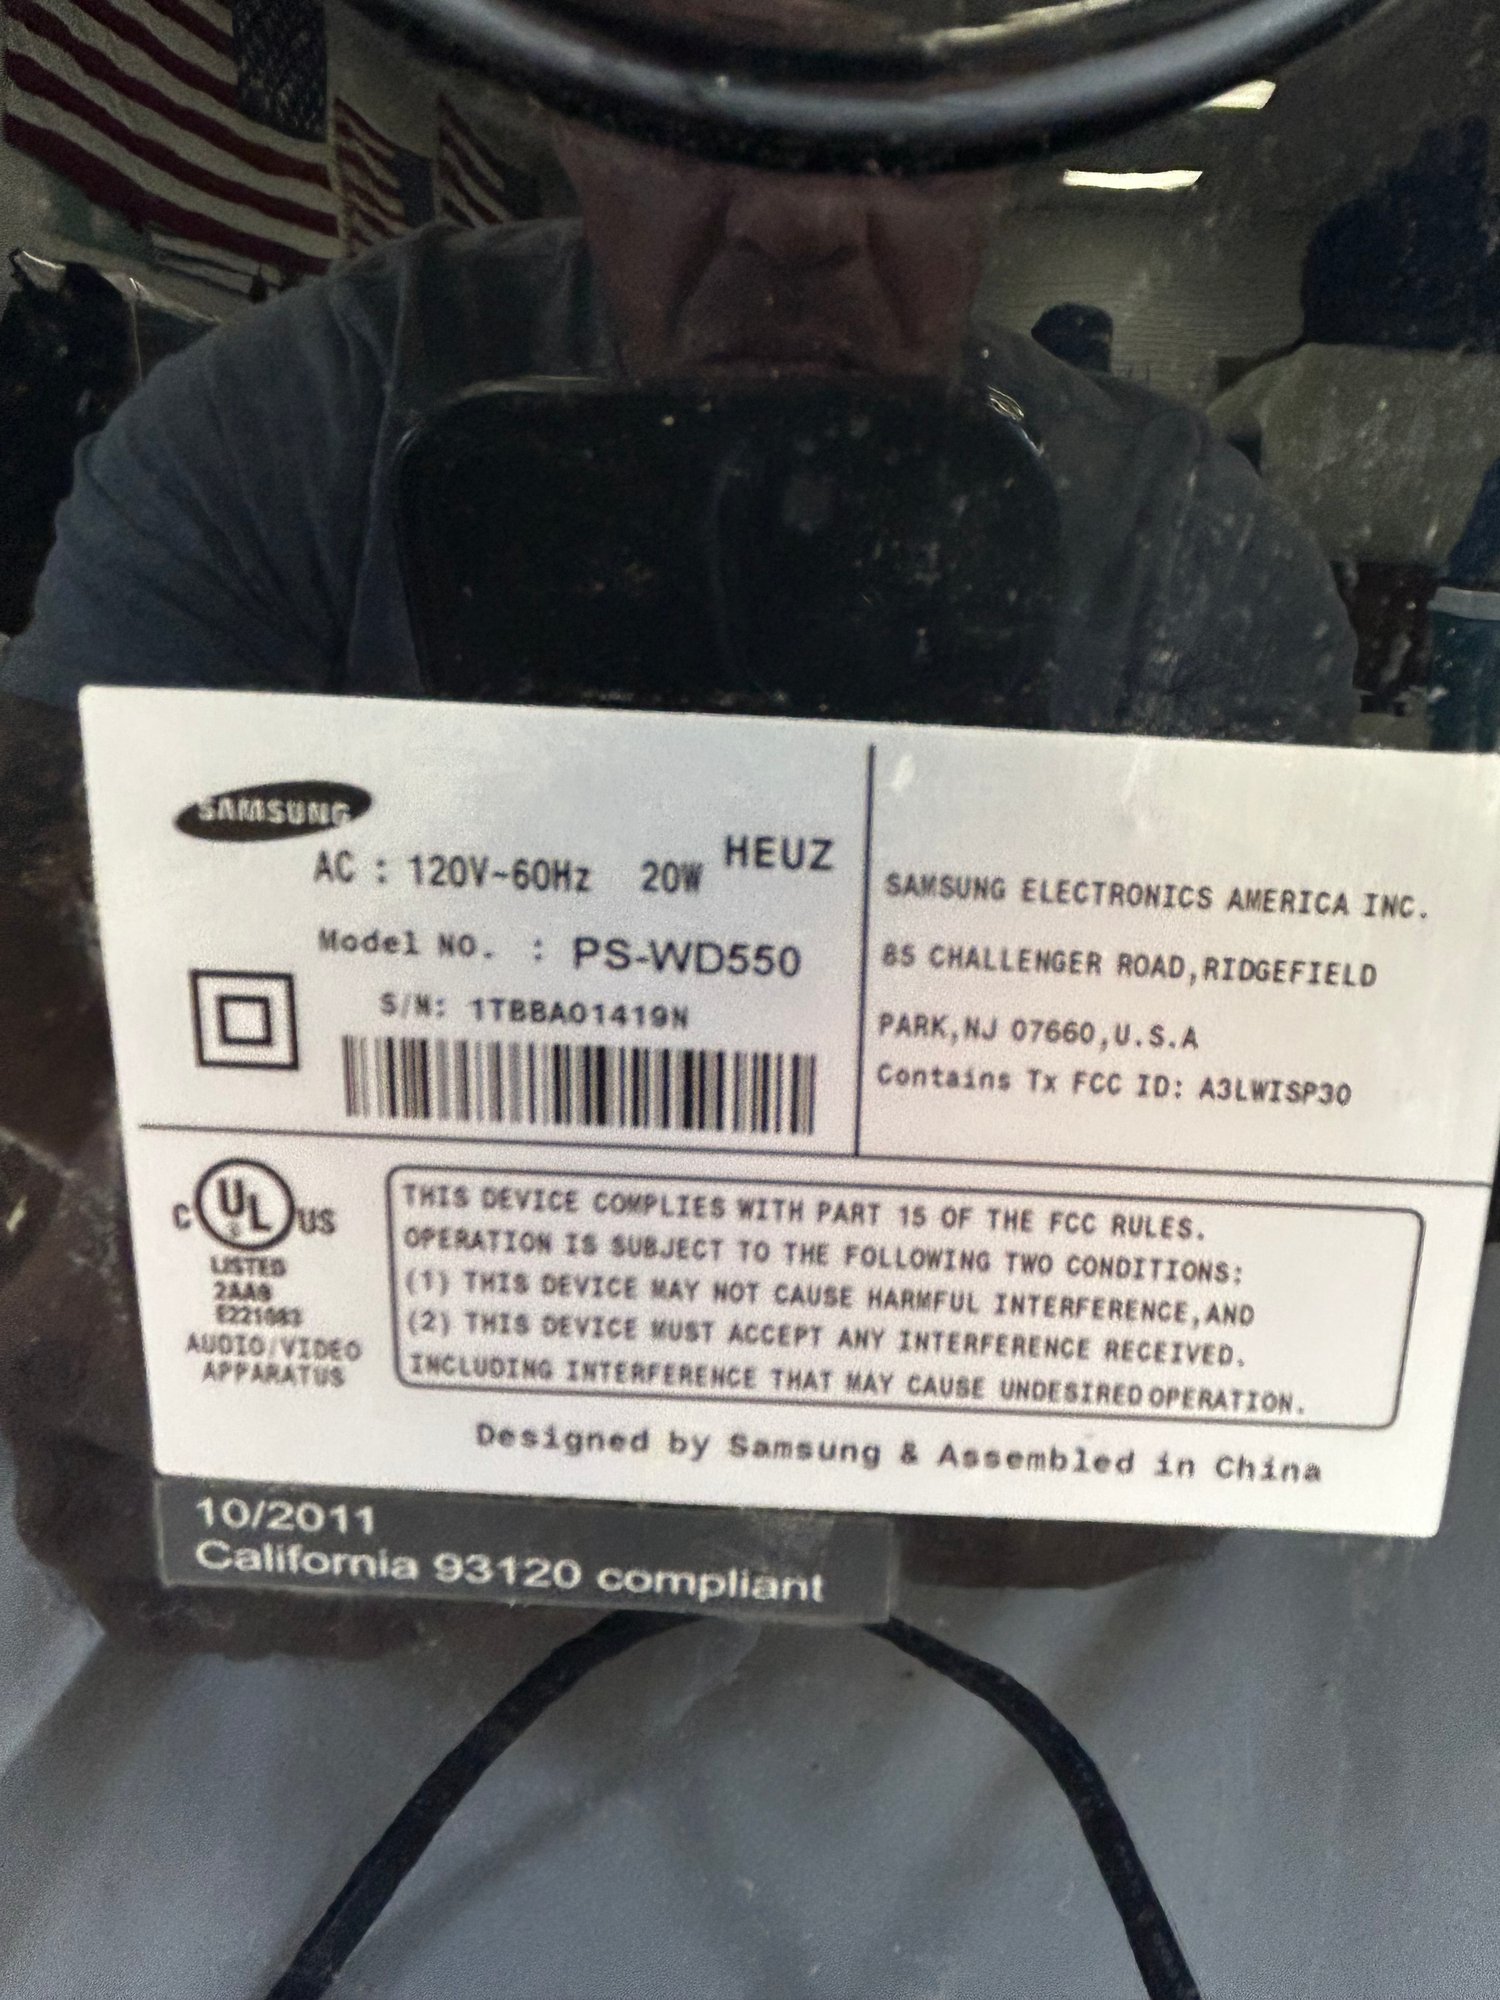 SAMSUNG
AC : 120V~60Hz 20W HEUZ
Model NO. : PS-WD550
S/N: 1TBBA01419N
SAMSUNG ELECTRONICS AMERICA INC.
85 CHALLENGER ROAD,RIDGEFIELD
PARK,NJ 07660,U.S.A
Contains Tx FCC ID: A3LWISP30
C UL US
LISTED
2AA9
AUDIO/VIDEO
APPARATUS
THIS DEVICE COMPLIES WITH PART 15 OF THE FCC RULES.
OPERATION IS SUBJECT TO THE FOLLOWING TWO CONDITIONS:
(1) THIS DEVICE MAY NOT CAUSE HARMFUL INTERFERENCE,AND
(2) THIS DEVICE MUST ACCEPT ANY INTERFERENCE RECEIVED.
INCLUDING INTERFERENCE THAT MAY CAUSE UNDESIRED OPERATION.
Designed by Samsung & Assembled in China
10/2011
California 93120 compliant